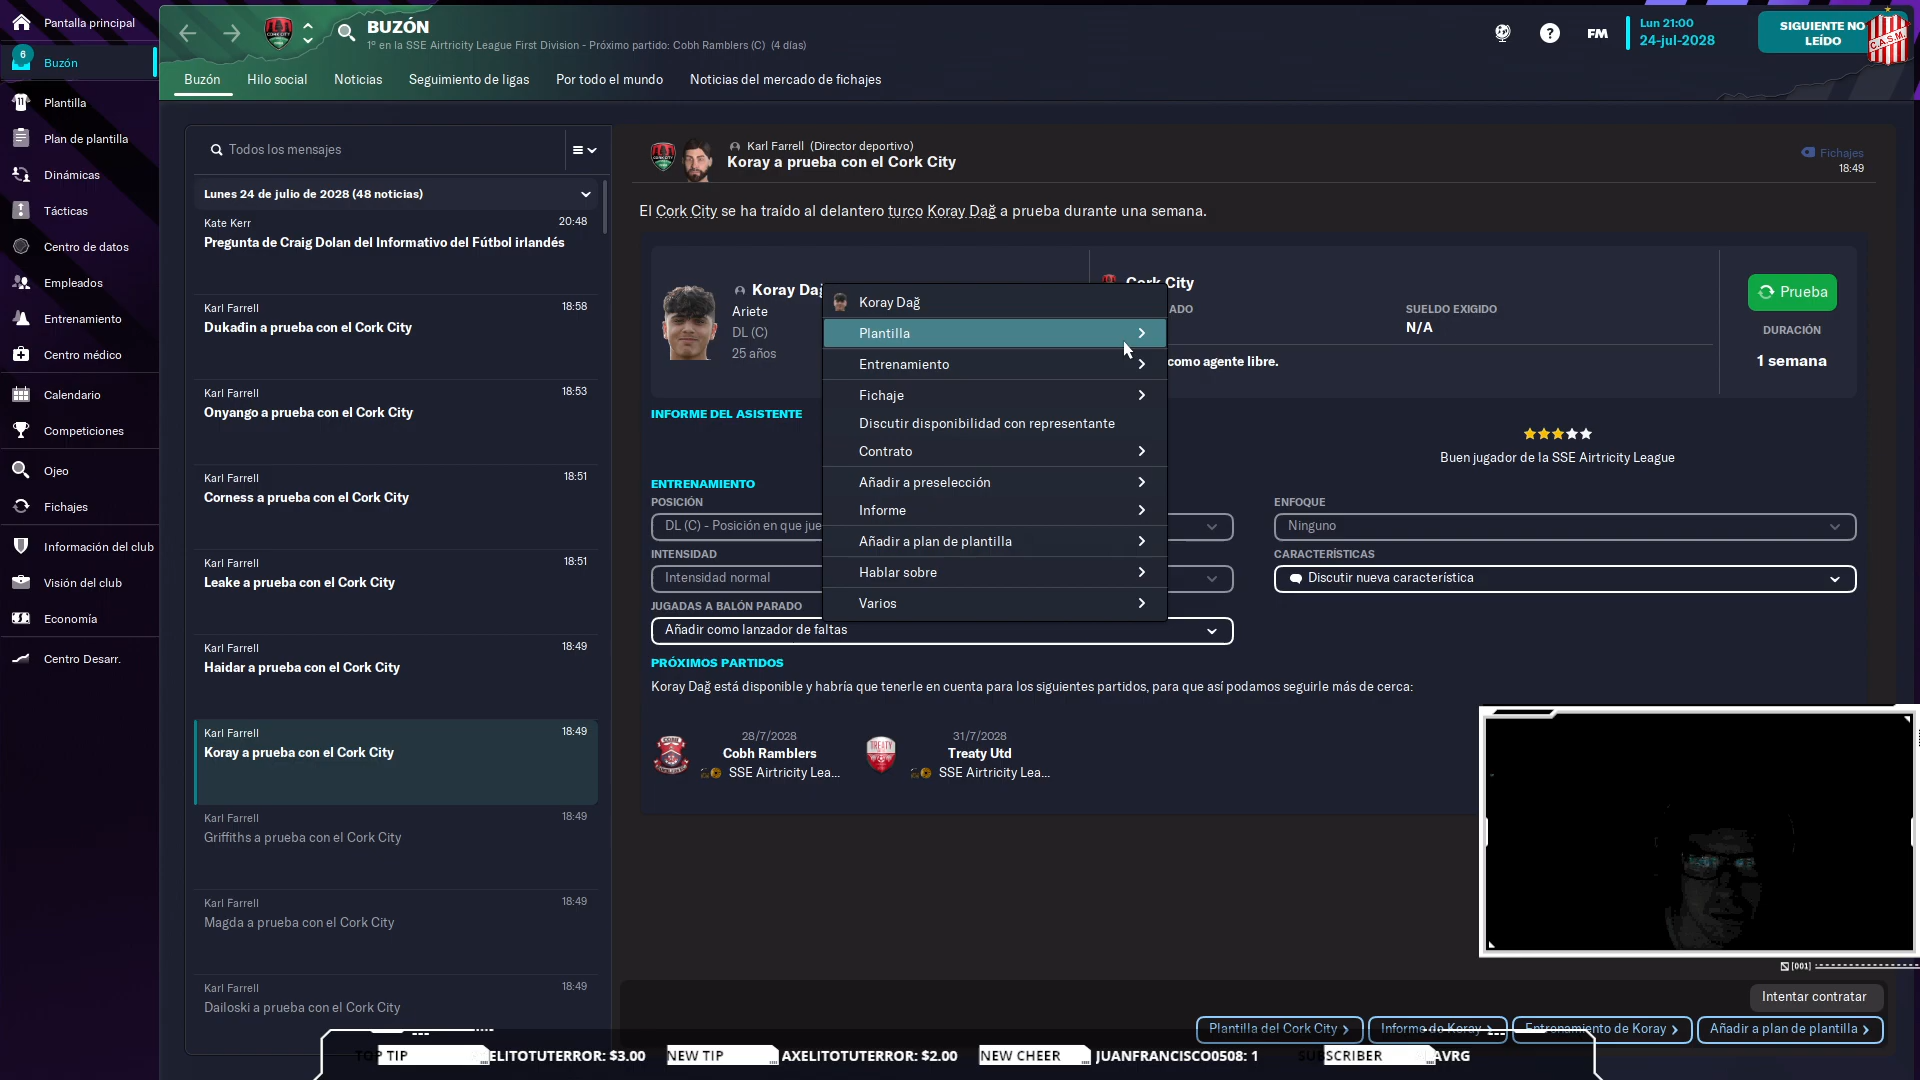 Pantalla principal
6
Buzón
Plantilla
Plan de plantilla
Dinámicas
Tácticas
Centro de datos
Empleados
Entrenamiento
Centro médico
Calendario
Competiciones
Ojeo
Fichajes
Información del club
Visión del club
Economía
Centro Desarr.
BUZÓN
1º en la SSE Airtricity League First Division - Próximo partido: Cobh Ramblers (C) (4 días)
FM
Lun 21:00
24-jul-2028
SIGUIENTE NO
LEÍDO
C.A.S.M.
Buzón
Hilo social
Noticias
Seguimiento de ligas
Por todo el mundo
Noticias del mercado de fichajes
Todos los mensajes
Lunes 24 de julio de 2028 (48 noticias)
Kate Kerr 20:48
Pregunta de Craig Dolan del Informativo del Fútbol irlandés
Karl Farrell 18:58
Dukađin a prueba con el Cork City
Karl Farrell 18:53
Onyango a prueba con el Cork City
Karl Farrell 18:51
Corness a prueba con el Cork City
Karl Farrell 18:51
Leake a prueba con el Cork City
Karl Farrell 18:49
Haidar a prueba con el Cork City
Karl Farrell 18:49
Koray a prueba con el Cork City
Karl Farrell 18:49
Griffiths a prueba con el Cork City
Karl Farrell 18:49
Magda a prueba con el Cork City
Karl Farrell 18:49
Dailoski a prueba con el Cork City
Karl Farrell (Director deportivo)
Koray a prueba con el Cork City
Fichajes
18:49
El Cork City se ha traído al delantero turco Koray Dağ a prueba durante una semana.
Koray Dağ
Ariete
DL (C)
25 años
Cork City
ADO
SUELDO EXIGIDO
N/A
como agente libre.
Prueba
DURACIÓN
1 semana
Koray Dağ
Plantilla
Entrenamiento
Fichaje
Discutir disponibilidad con representante
Contrato
Añadir a preselección
Informe
Añadir a plan de plantilla
Hablar sobre
Varios
INFORME DEL ASISTENTE
Buen jugador de la SSE Airtricity League
ENTRENAMIENTO
POSICIÓN
DL (C) - Posición en que jue
ENFOQUE
Ninguno
INTENSIDAD
Intensidad normal
CARACTERÍSTICAS
Discutir nueva característica
JUGADAS A BALÓN PARADO
Añadir como lanzador de faltas
PRÓXIMOS PARTIDOS
Koray Dağ está disponible y habría que tenerle en cuenta para los siguientes partidos, para que así podamos seguirle más de cerca:
28/7/2028
Cobh Ramblers
SSE Airtricity Lea...
31/7/2028
Treaty Utd
SSE Airtricity Lea...
[001]
Intentar contratar
Plantilla del Cork City
Informe de Koray
Entrenamiento de Koray
Añadir a plan de plantilla
TOP TIP
ELITOTUTERROR: $3.00
NEW TIP
AXELITOTUTERROR: $2.00
NEW CHEER
JUANFRANCISCO0508: 1
SUBSCRIBER
AVRG